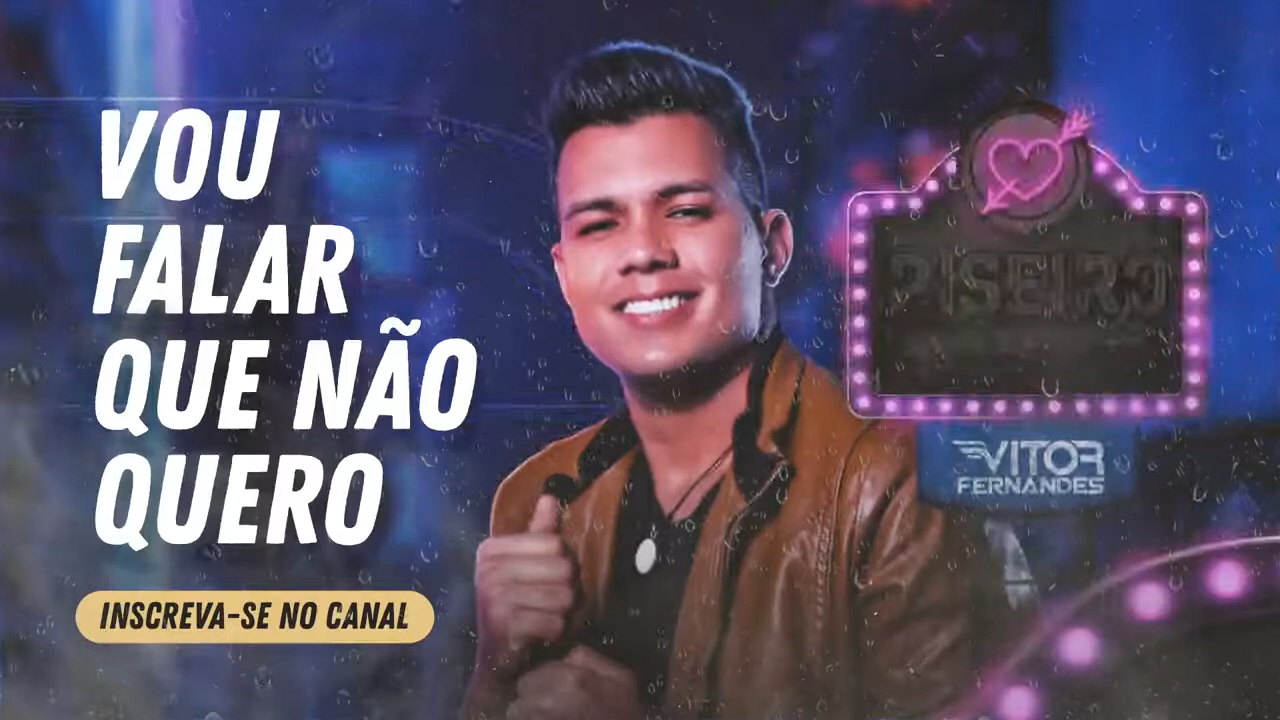 VOU
FALAR
QUE NÃO
QUERO
INSCREVA-SE NO CANAL
PISEIRO
VITOR
FERNANDES